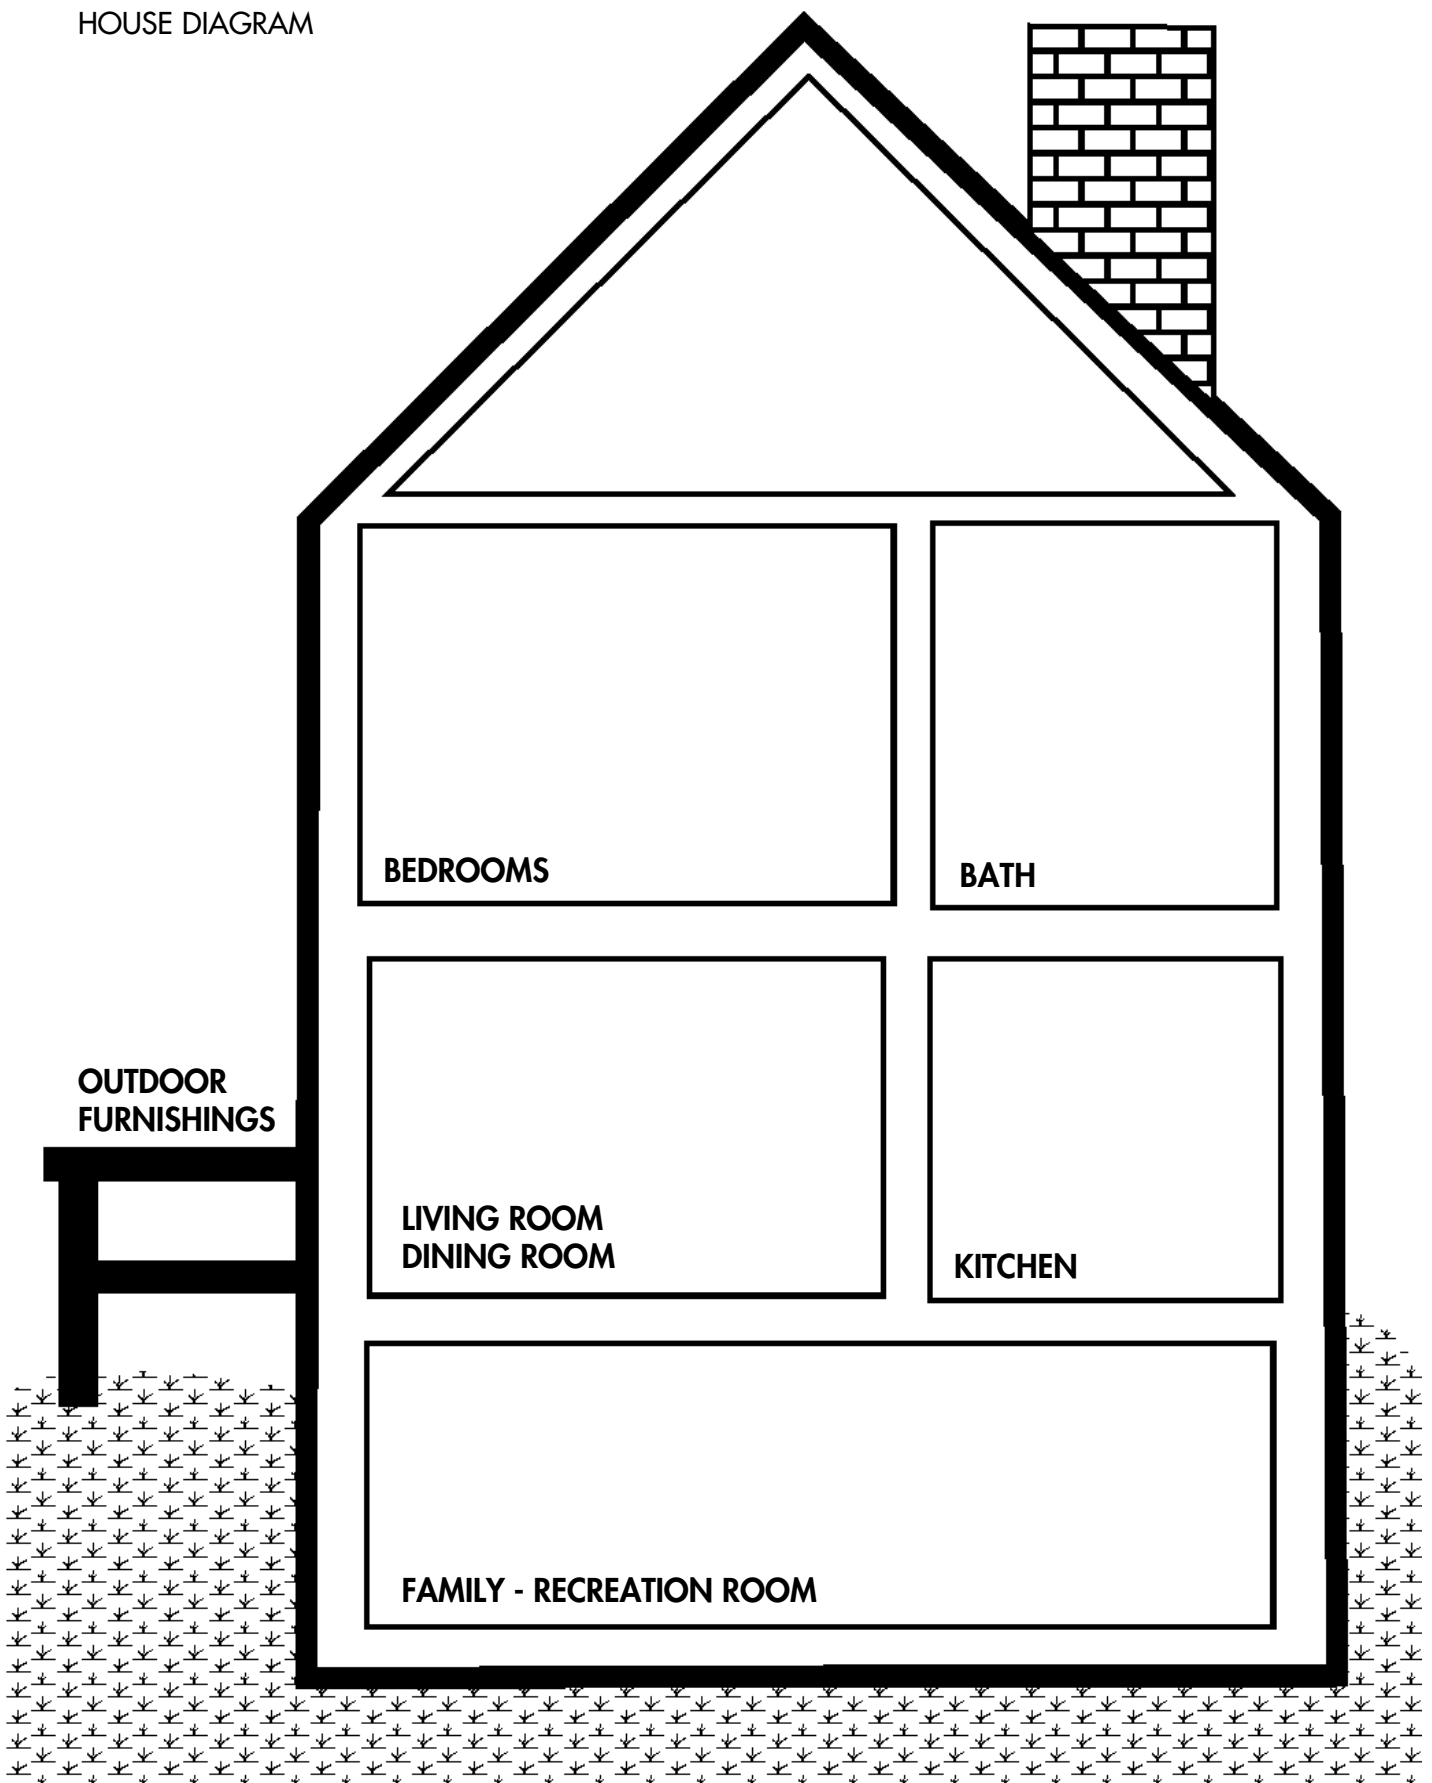 HOUSE DIAGRAM
BEDROOMS
BATH
OUTDOOR
FURNISHINGS
LIVING ROOM
DINING ROOM
KITCHEN
FAMILY - RECREATION ROOM